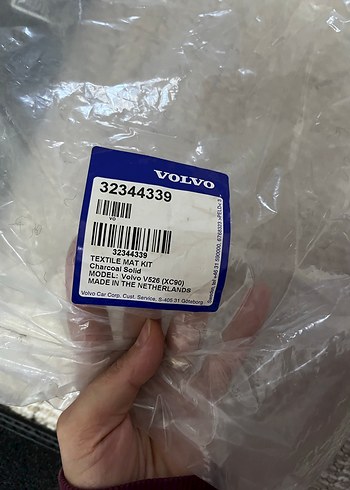 VOLVO
32344339
VO
32344339
TEXTILE MAT KIT
Charcoal Solid
MODEL: Volvo V526 (XC90)
MADE IN THE NETHERLANDS
Volvo Car Corp. Cust. Service, S-405 31 Göteborg